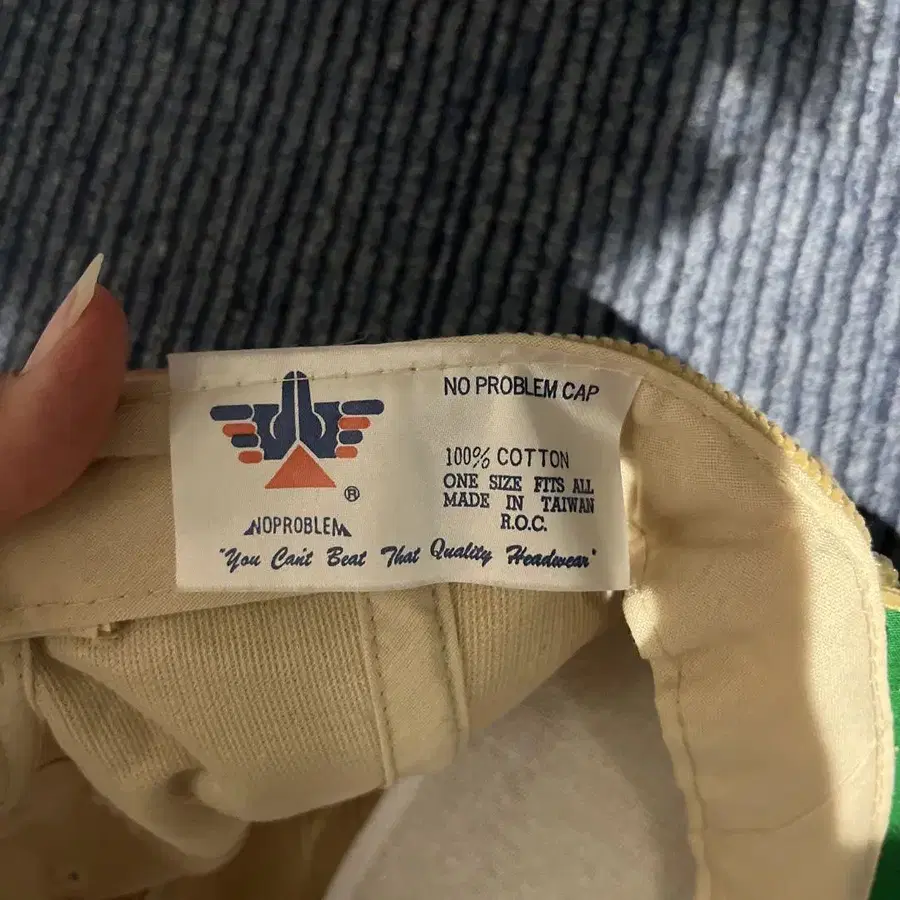 NO PROBLEM CAP
100% COTTON
ONE SIZE FITS ALL
MADE IN TAIWAN
R.O.C.
®
NOPROBLEM
"You Can't Beat That Quality Headwear"